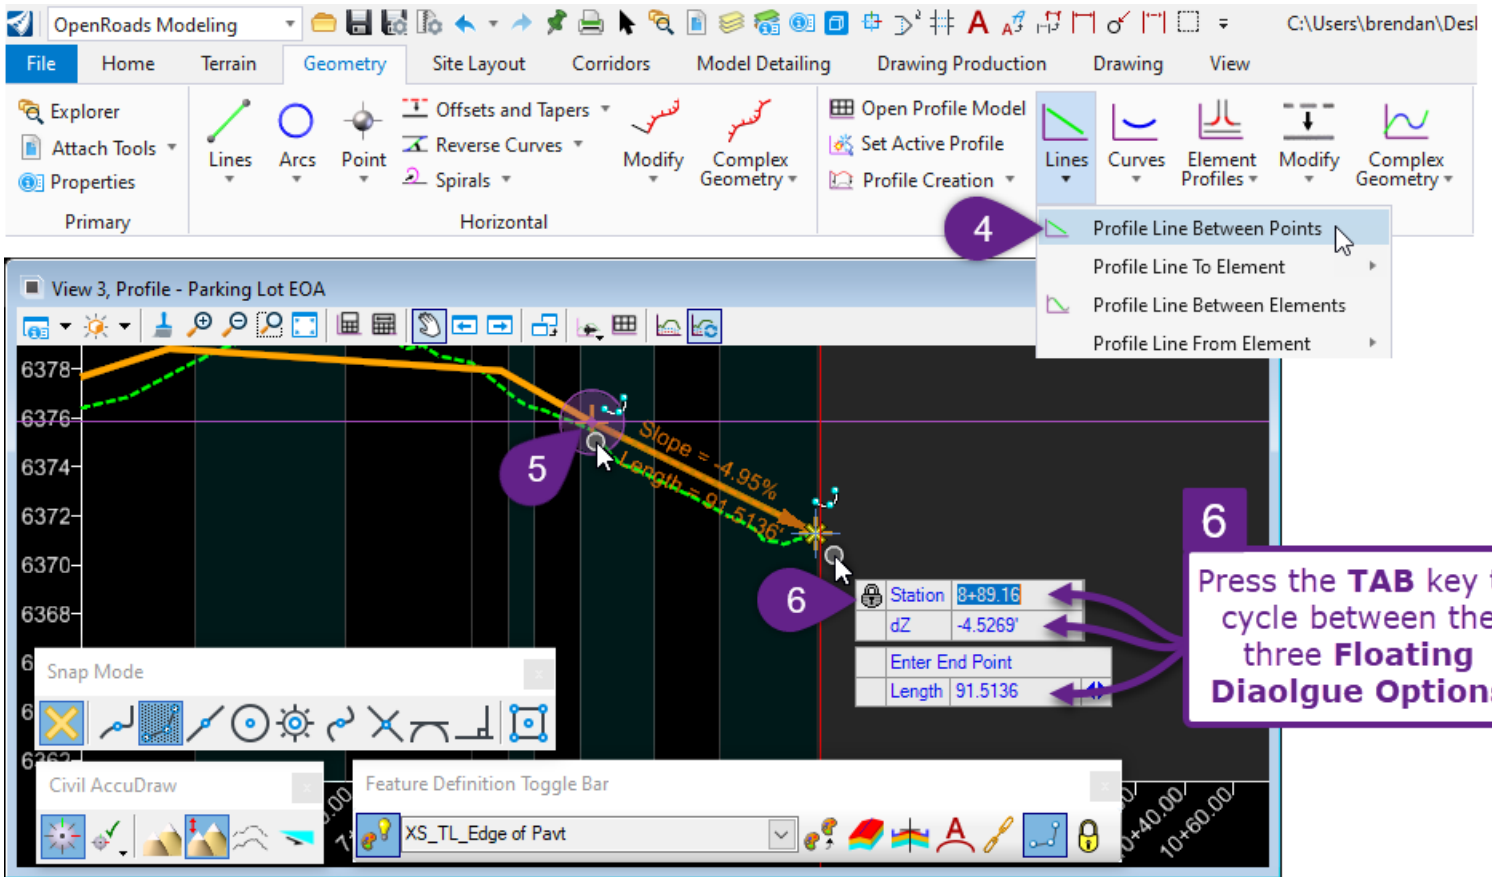 OpenRoads Modeling
C:\Users\brendan\Des
File Home Terrain Geometry Site Layout Corridors Model Detailing Drawing Production Drawing View
Explorer
Attach Tools
Properties
Primary
Lines Arcs Point
Offsets and Tapers
Reverse Curves
Spirals
Modify Complex Geometry
Horizontal
Open Profile Model
Set Active Profile
Profile Creation
Lines Curves Element Profiles Modify Complex Geometry
4
Profile Line Between Points
Profile Line To Element
Profile Line Between Elements
Profile Line From Element
View 3, Profile - Parking Lot EOA
6378
6376
6374
6372
6370
6368
5
Slope = -4.95%
Length = 91.5136'
6
Station 8+89.16
dZ -4.5269'
Enter End Point
Length 91.5136
6
Press the TAB key t
cycle between the
three Floating
Diaolgue Options
Snap Mode
Civil AccuDraw
Feature Definition Toggle Bar
XS_TL_Edge of Pavt
10+40.00
10+60.00